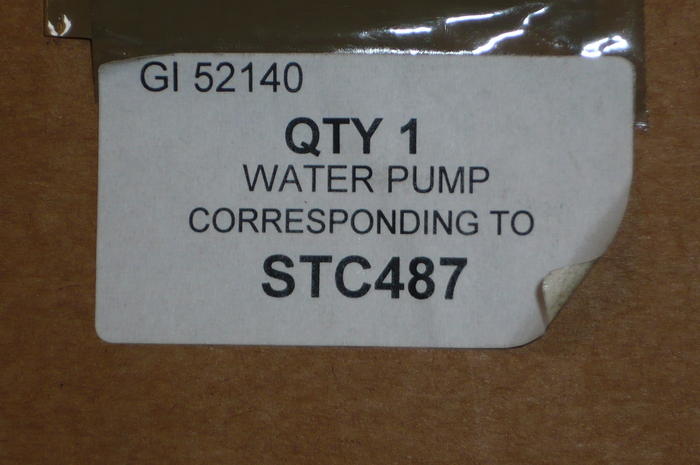 GI 52140
QTY 1
WATER PUMP
CORRESPONDING TO
STC487